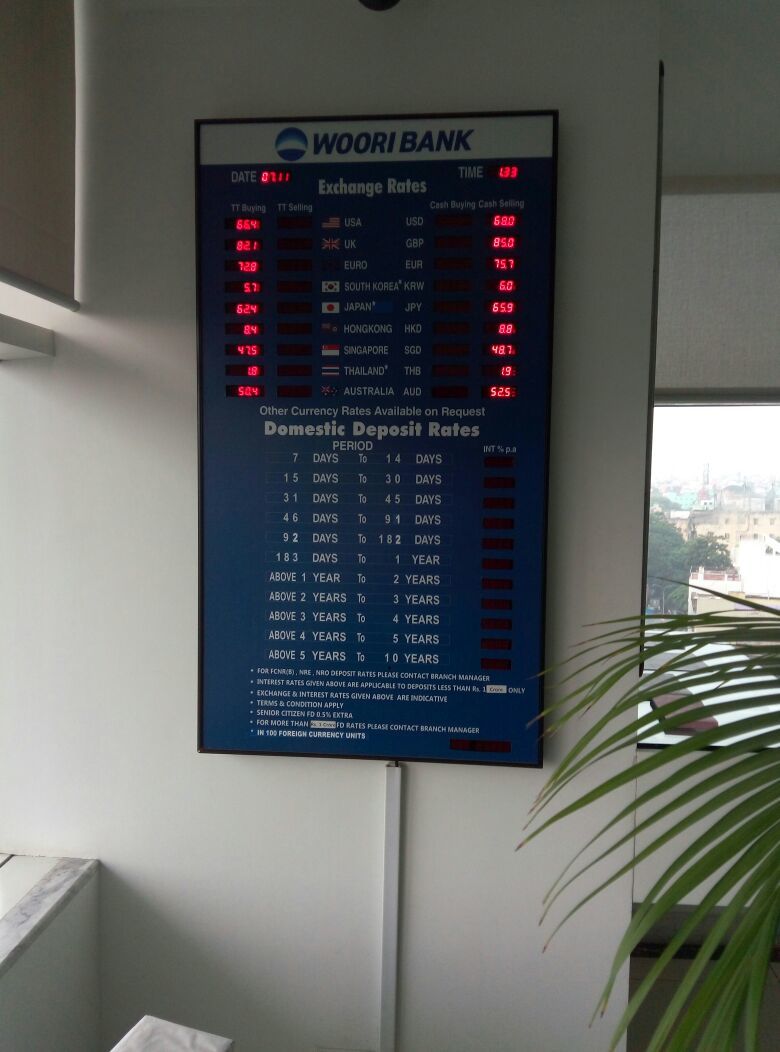 WOORI BANK
DATE 07.11 TIME 1.33
Exchange Rates
TT Buying TT Selling Cash Buying Cash Selling
66.4 USA USD 68.0
82.1 UK GBP 85.0
72.8 EURO EUR 75.7
5.7 SOUTH KOREA* KRW 6.0
62.4 JAPAN* JPY 65.9
8.4 HONGKONG HKD 8.8
47.5 SINGAPORE SGD 48.7
1.8 THAILAND* THB 1.9
50.4 AUSTRALIA AUD 52.5
Other Currency Rates Available on Request
Domestic Deposit Rates
PERIOD INT % p.a
7 DAYS To 14 DAYS
15 DAYS To 30 DAYS
31 DAYS To 45 DAYS
46 DAYS To 91 DAYS
92 DAYS To 182 DAYS
183 DAYS To 1 YEAR
ABOVE 1 YEAR To 2 YEARS
ABOVE 2 YEARS To 3 YEARS
ABOVE 3 YEARS To 4 YEARS
ABOVE 4 YEARS To 5 YEARS
ABOVE 5 YEARS To 10 YEARS
• FOR FCNR(B), NRE, NRO DEPOSIT RATES PLEASE CONTACT BRANCH MANAGER
• INTEREST RATES GIVEN ABOVE ARE APPLICABLE TO DEPOSITS LESS THAN Rs. 1 Crore ONLY
• EXCHANGE & INTEREST RATES GIVEN ABOVE ARE INDICATIVE
• TERMS & CONDITION APPLY
• SENIOR CITIZEN FD 0.5% EXTRA
• FOR MORE THAN Rs. 1 Crore FD RATES PLEASE CONTACT BRANCH MANAGER
* IN 100 FOREIGN CURRENCY UNITS